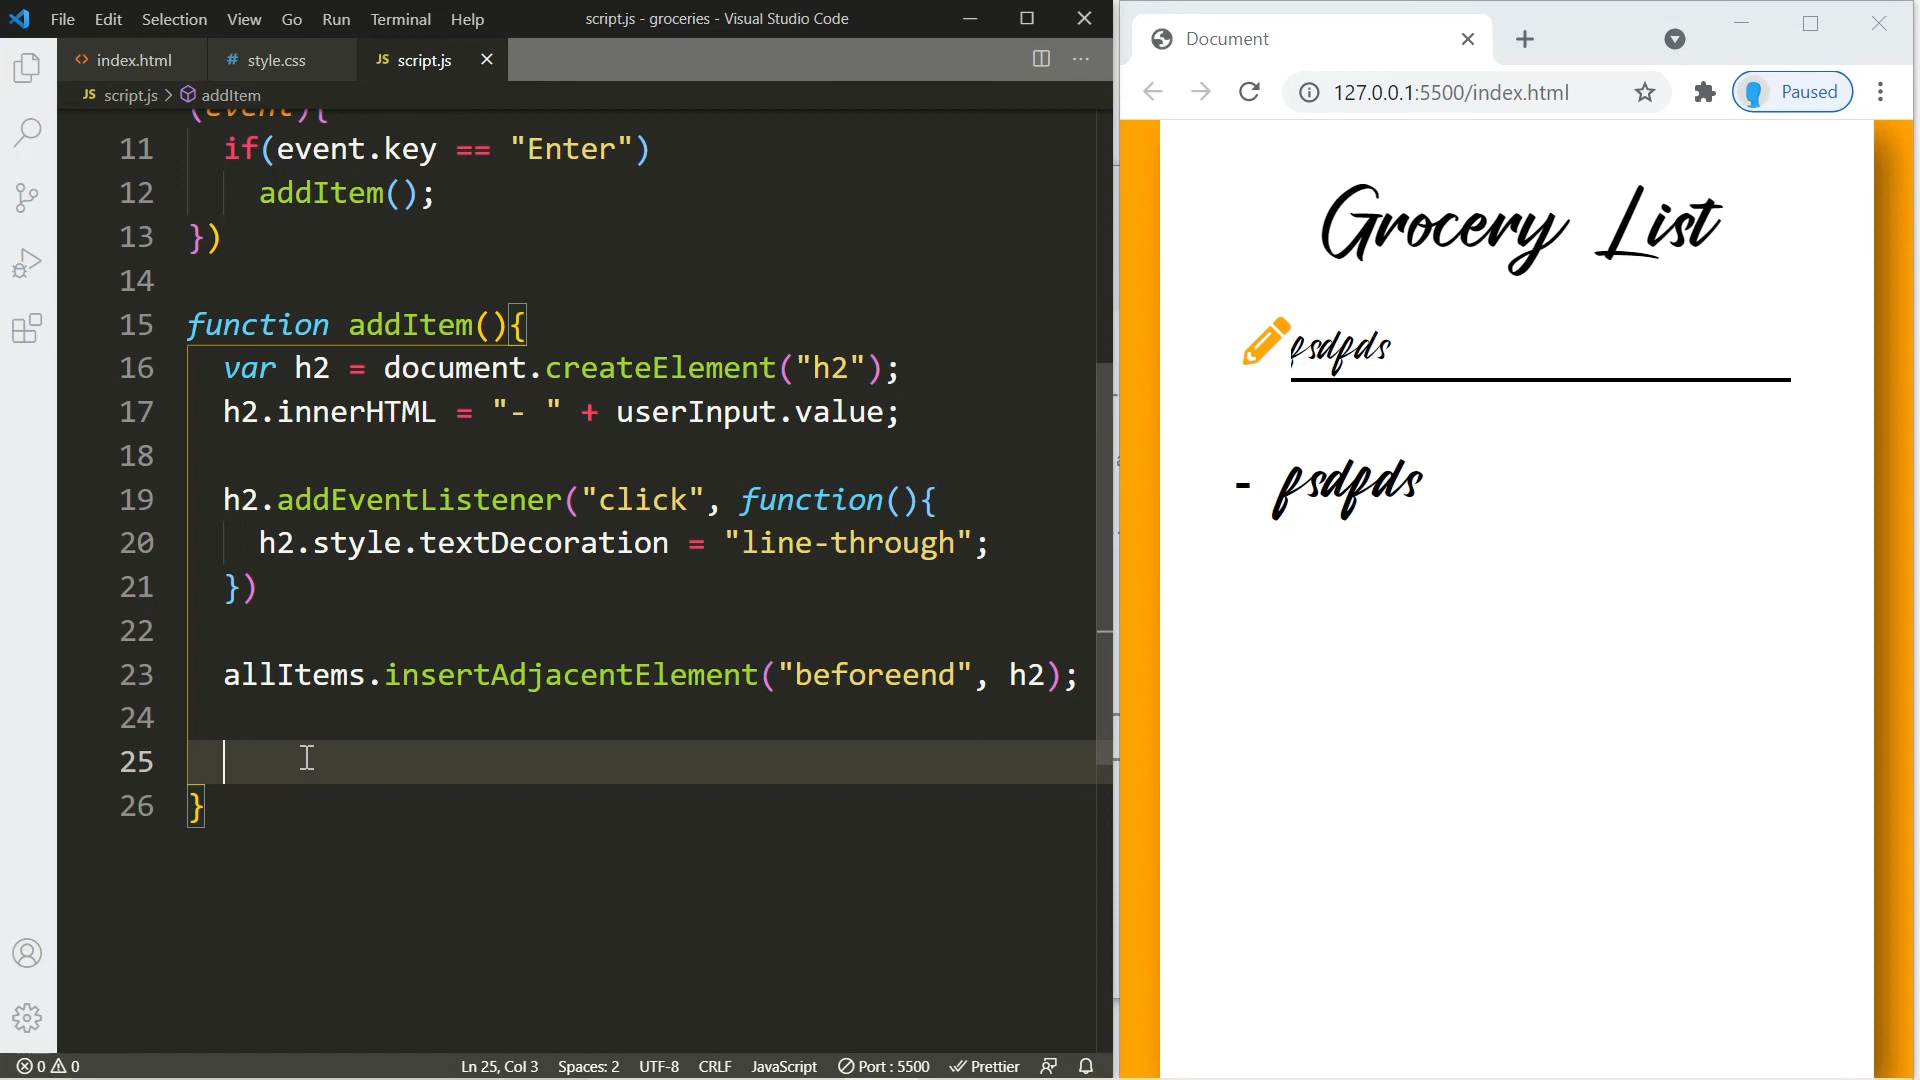 File Edit Selection View Go Run Terminal Help script.js - groceries - Visual Studio Code
index.html style.css JS script.js
JS script.js > addItem
(event){
11 if(event.key == "Enter")
12 addItem();
13 })
14
15 function addItem(){
16 var h2 = document.createElement("h2");
17 h2.innerHTML = "- " + userInput.value;
18
19 h2.addEventListener("click", function(){
20 h2.style.textDecoration = "line-through";
21 })
22
23 allItems.insertAdjacentElement("beforeend", h2);
24
25
26 }
0 0 Ln 25, Col 3 Spaces: 2 UTF-8 CRLF JavaScript Port : 5500 Prettier
Document
127.0.0.1:5500/index.html Paused
Grocery List
fsdfds
- fsdfds